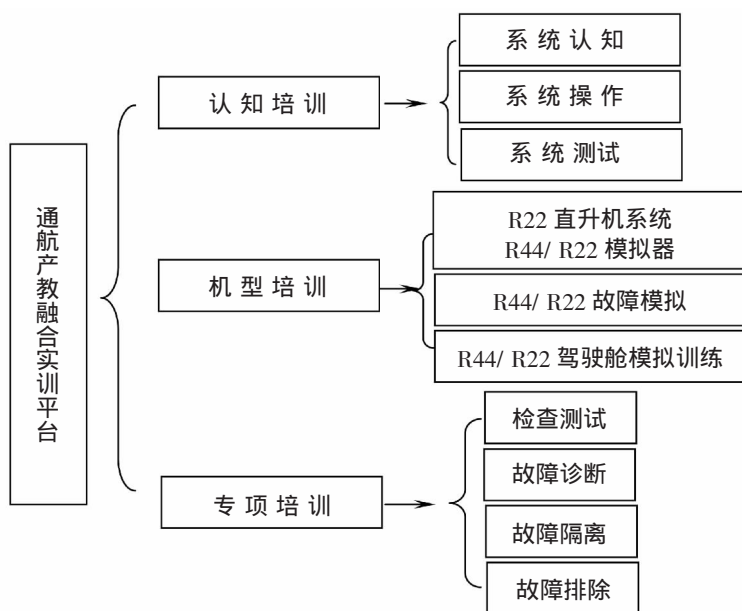 通航产教融合实训平台
认知培训
系统认知
系统操作
系统测试
机型培训
R22 直升机系统
R44/ R22 模拟器
R44/ R22 故障模拟
R44/ R22 驾驶舱模拟训练
专项培训
检查测试
故障诊断
故障隔离
故障排除